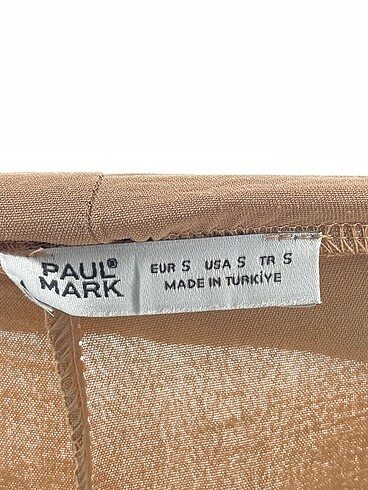 PAUL®
MARK
EUR S USA S TR S
MADE IN TURKİYE